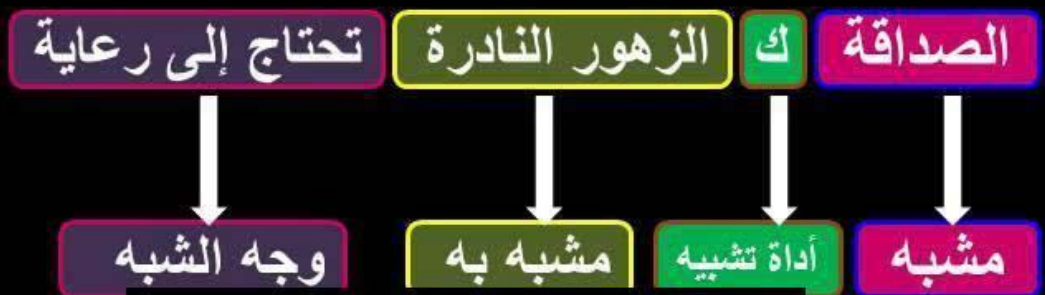 الصداقة ك الزهور النادرة تحتاج إلى رعاية
مشبه أداة تشبيه مشبه به وجه الشبه